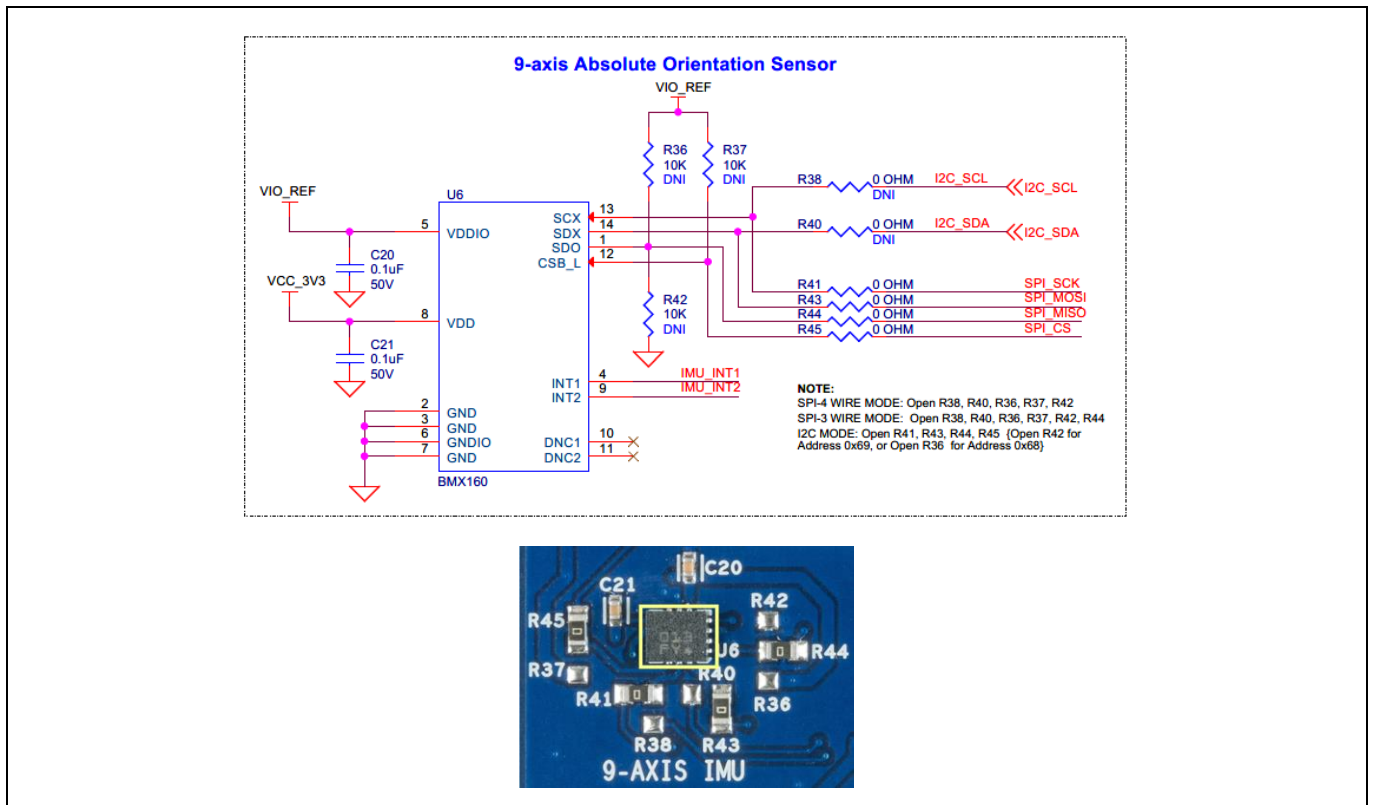 9-axis Absolute Orientation Sensor
VIO_REF
R36
10K
DNI
R37
10K
DNI
R38
0 OHM
DNI
I2C_SCL
I2C_SCL
R40
0 OHM
DNI
I2C_SDA
I2C_SDA
VIO_REF
U6
5
VDDIO
SCX
13
SDX
14
SDO
1
CSB_L
12
C20
0.1uF
50V
VCC_3V3
8
VDD
R41
0 OHM
SPI_SCK
R43
0 OHM
SPI_MOSI
R44
0 OHM
SPI_MISO
R45
0 OHM
SPI_CS
R42
10K
DNI
C21
0.1uF
50V
INT1
4
IMU_INT1
INT2
9
IMU_INT2
2
GND
3
GND
6
GNDIO
7
GND
DNC1
10
DNC2
11
BMX160
NOTE:
SPI-4 WIRE MODE: Open R38, R40, R36, R37, R42
SPI-3 WIRE MODE: Open R38, R40, R36, R37, R42, R44
I2C MODE: Open R41, R43, R44, R45 {Open R42 for
Address 0x69, or Open R36 for Address 0x68}
C20
C21
R42
R45
013
FY4
U6
R44
R37
R40
R41
R36
R38
R43
9-AXIS IMU